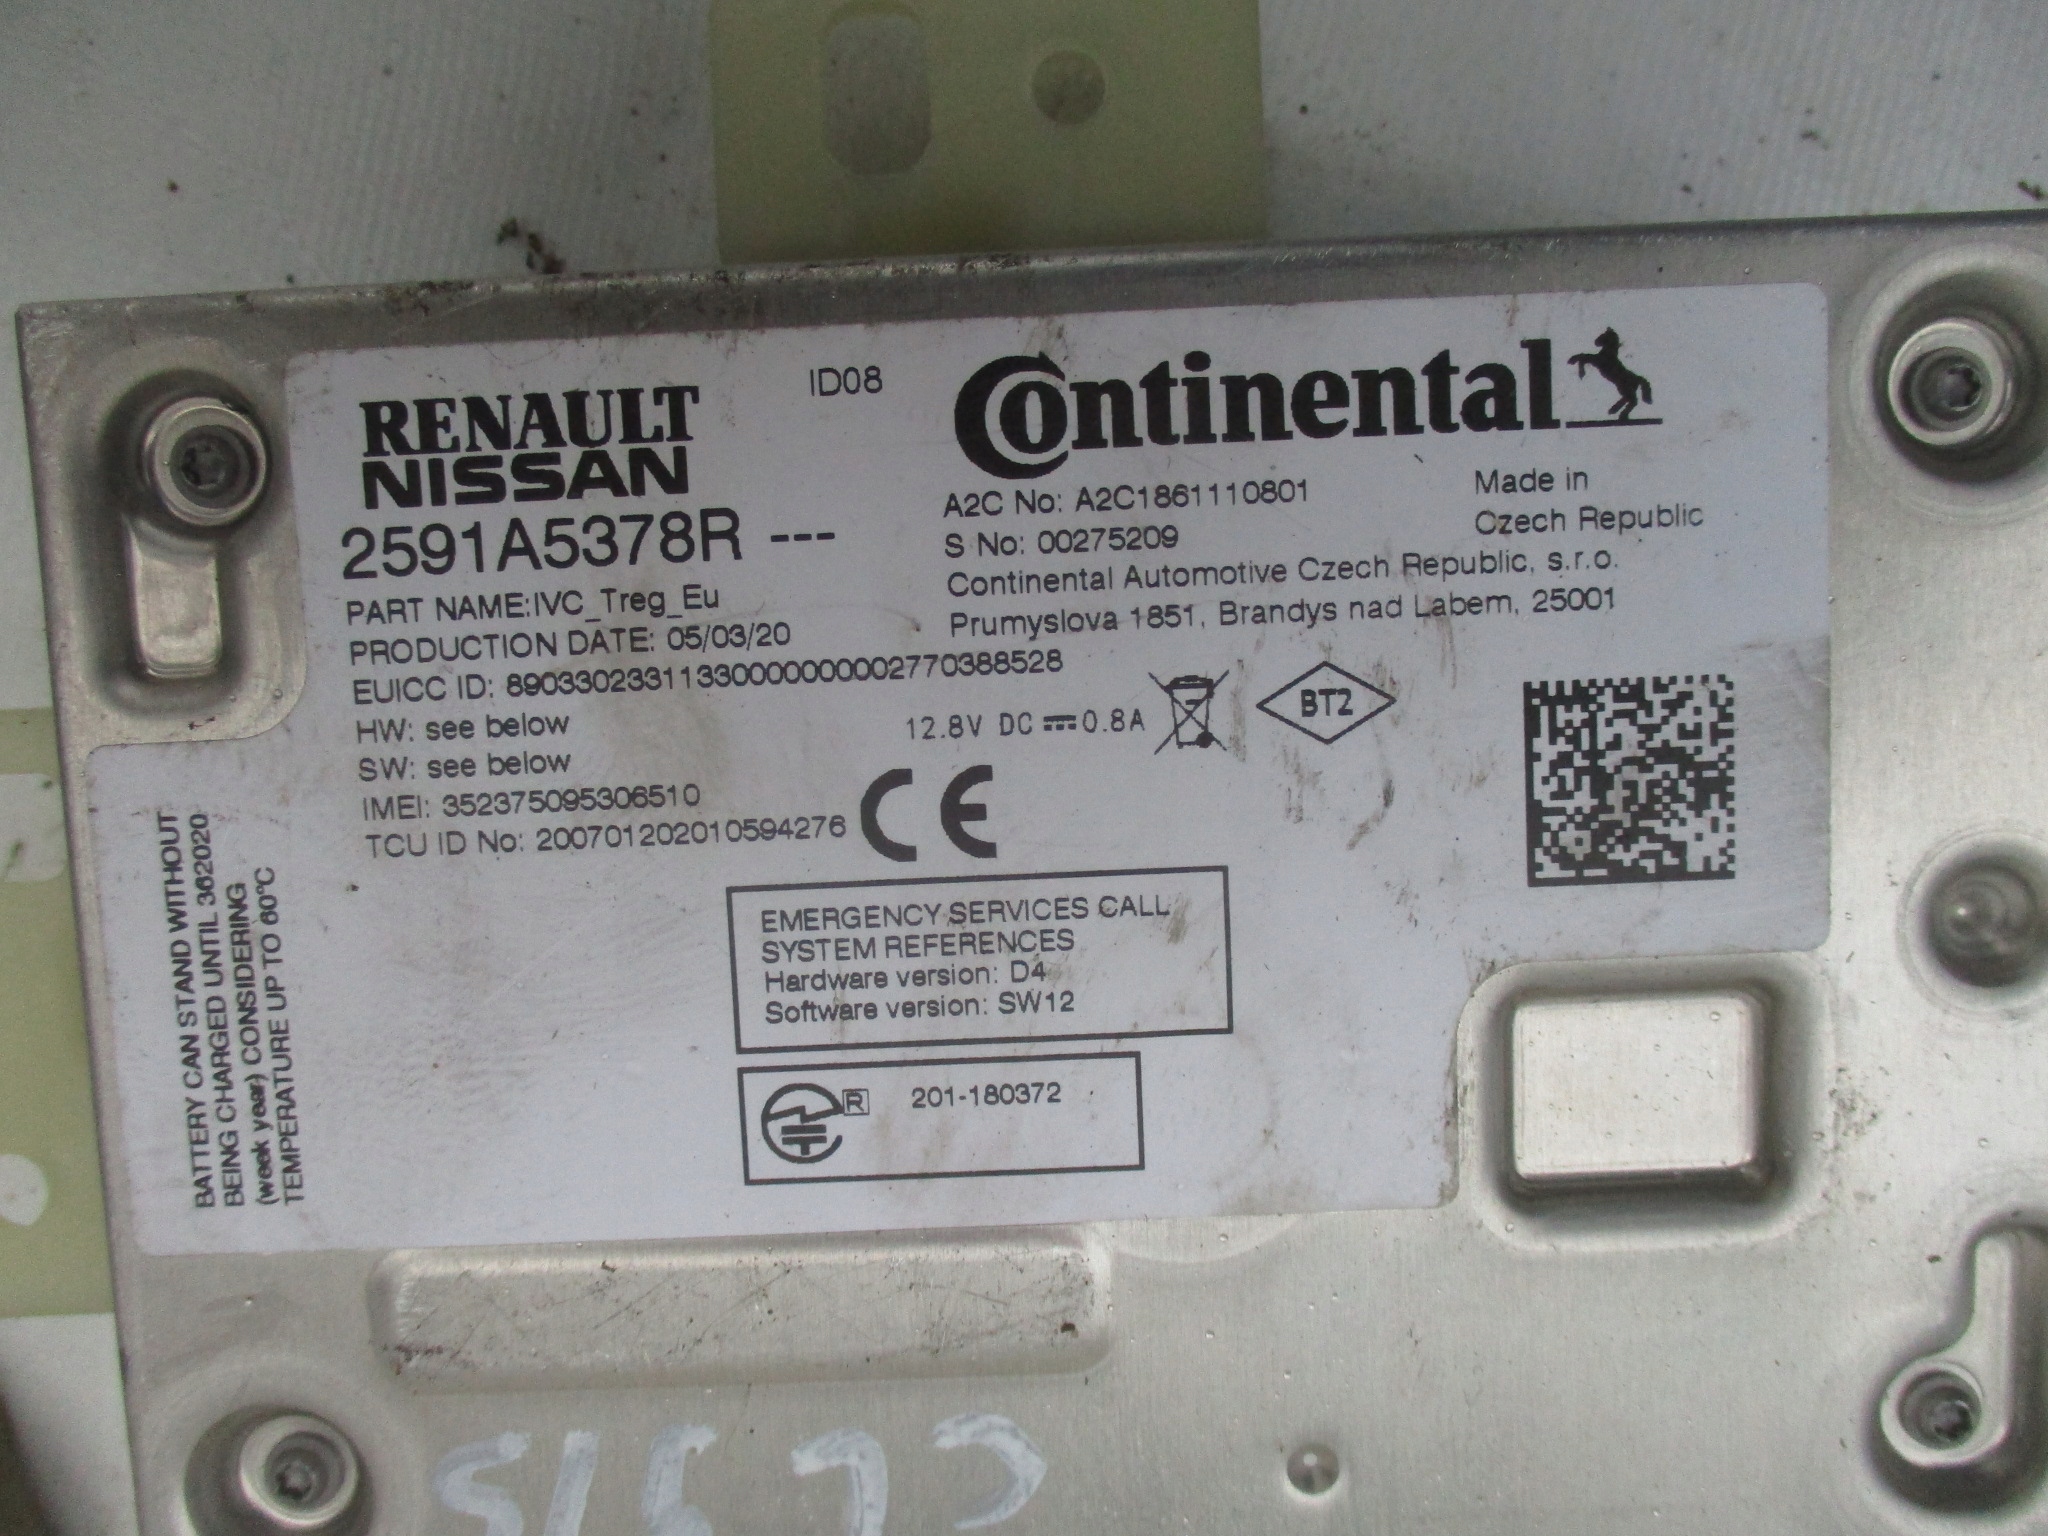 RENAULT
NISSAN
2591A5378R ---
ID08
Continental
A2C No: A2C1861110801
S No: 00275209
Made in
Czech Republic
Continental Automotive Czech Republic, s.r.o.
Prumyslova 1851, Brandys nad Labem, 25001
PART NAME:IVC_Treg_Eu
PRODUCTION DATE: 05/03/20
EUICC ID: 89033023311330000000002770388528
HW: see below
SW: see below
IMEI: 352375095306510
TCU ID No: 200701202010594276
12.8V DC 0.8A
BT2
CE
EMERGENCY SERVICES CALL
SYSTEM REFERENCES
Hardware version: D4
Software version: SW12
R 201-180372
BATTERY CAN STAND WITHOUT
BEING CHARGED UNTIL 362020
(week year) CONSIDERING
TEMPERATURE UP TO 60°C